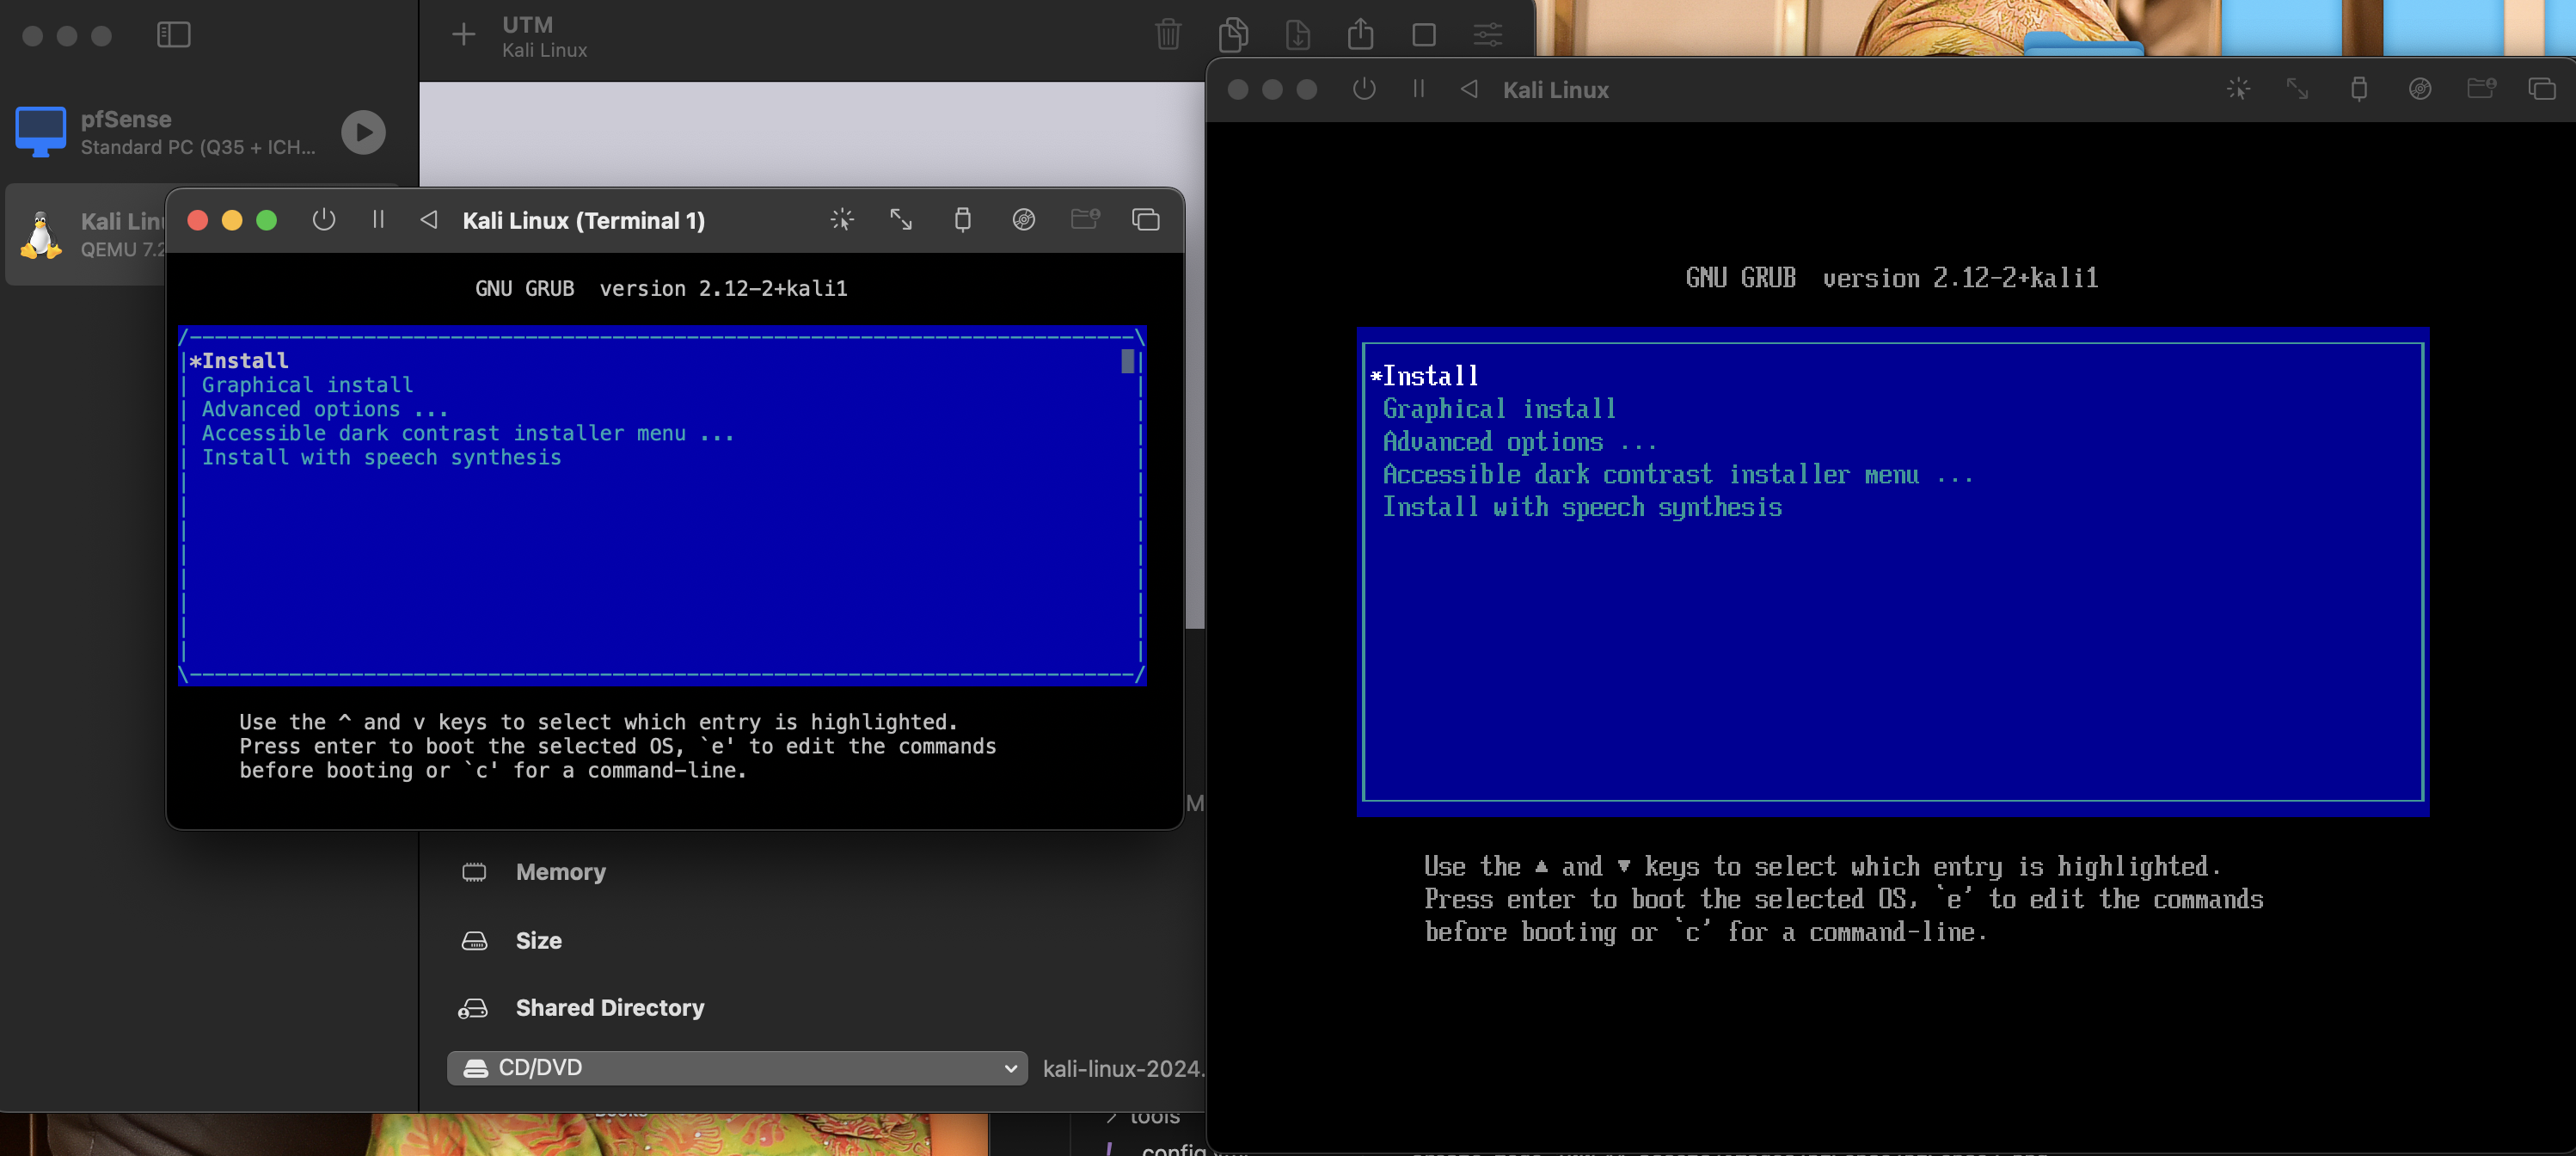 UTM
Kali Linux
pfSense
Standard PC (Q35 + ICH...
Kali Lin
QEMU 7.2
Kali Linux (Terminal 1)
GNU GRUB version 2.12-2+kali1
*Install
Graphical install
Advanced options ...
Accessible dark contrast installer menu ...
Install with speech synthesis
Use the ^ and v keys to select which entry is highlighted.
Press enter to boot the selected OS, `e' to edit the commands
before booting or `c' for a command-line.
M
Memory
Size
Shared Directory
CD/DVD
kali-linux-2024.
tools
Kali Linux
GNU GRUB version 2.12-2+kali1
*Install
Graphical install
Advanced options ...
Accessible dark contrast installer menu ...
Install with speech synthesis
Use the ▲ and ▼ keys to select which entry is highlighted.
Press enter to boot the selected OS, `e' to edit the commands
before booting or `c' for a command-line.